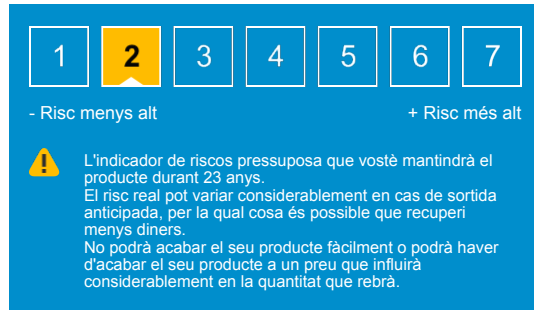 1 2 3 4 5 6 7
- Risc menys alt + Risc més alt
L'indicador de riscos pressuposa que vostè mantindrà el
producte durant 23 anys.
El risc real pot variar considerablement en cas de sortida
anticipada, per la qual cosa és possible que recuperi
menys diners.
No podrà acabar el seu producte fàcilment o podrà haver
d'acabar el seu producte a un preu que influirà
considerablement en la quantitat que rebrà.